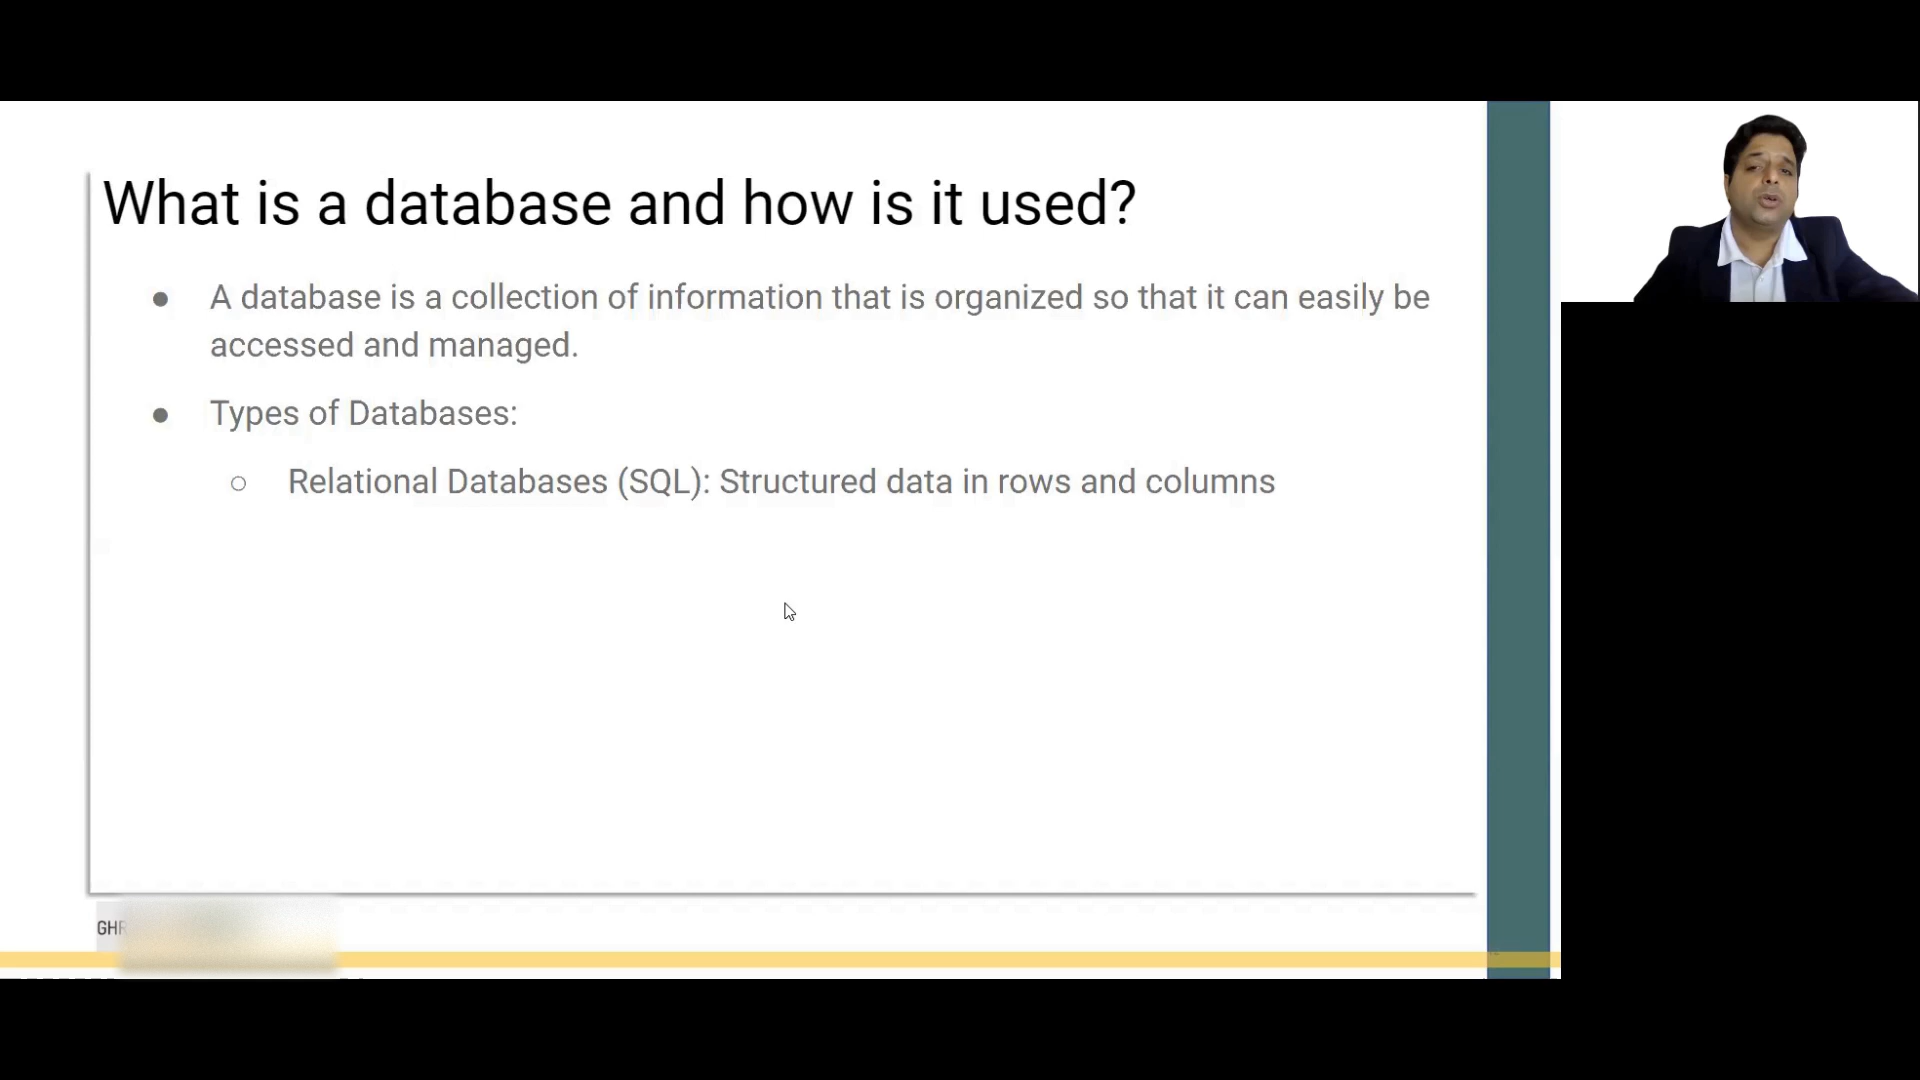 What is a database and how is it used?
● A database is a collection of information that is organized so that it can easily be
accessed and managed.
● Types of Databases:
○ Relational Databases (SQL): Structured data in rows and columns